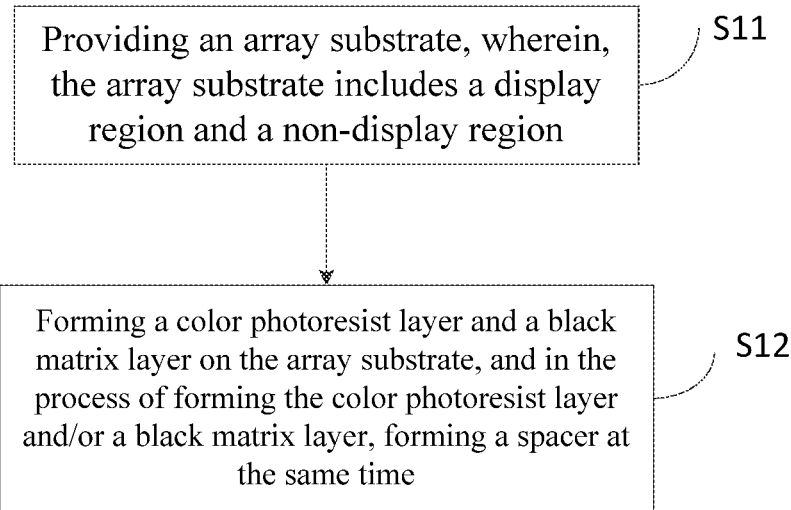 Providing an array substrate, wherein,
the array substrate includes a display
region and a non-display region
S11
Forming a color photoresist layer and a black
matrix layer on the array substrate, and in the
process of forming the color photoresist layer
and/or a black matrix layer, forming a spacer at
the same time
S12